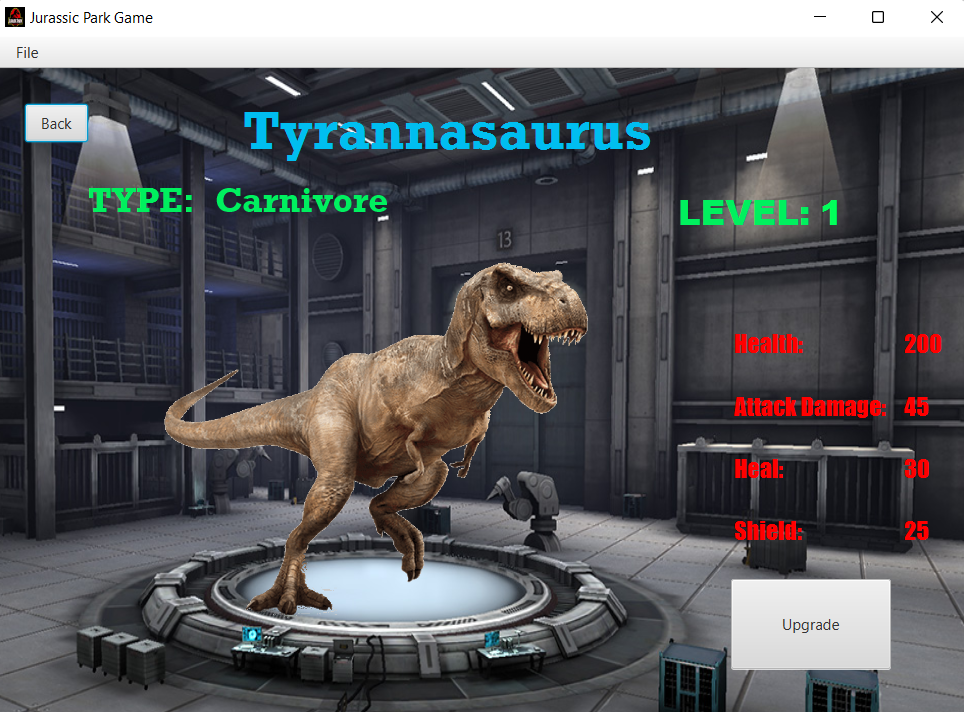 Jurassic Park Game
File
Back
Tyrannasaurus
TYPE: Carnivore
LEVEL: 1
13
Health: 200
Attack Damage: 45
Heal: 30
Shield: 25
Upgrade